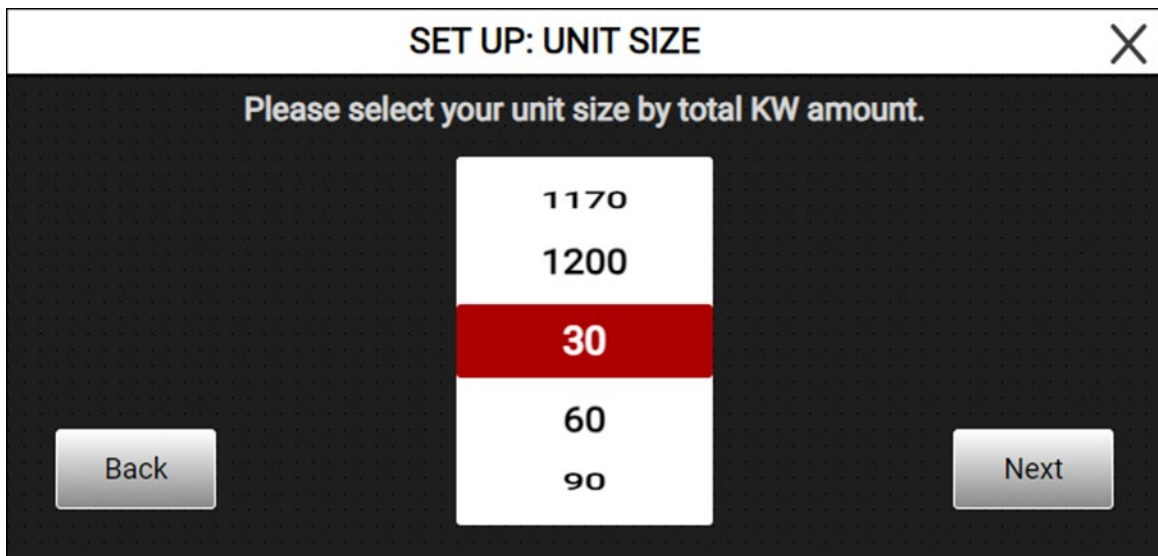 SET UP: UNIT SIZE
Please select your unit size by total KW amount.
1170
1200
30
60
90
Back
Next